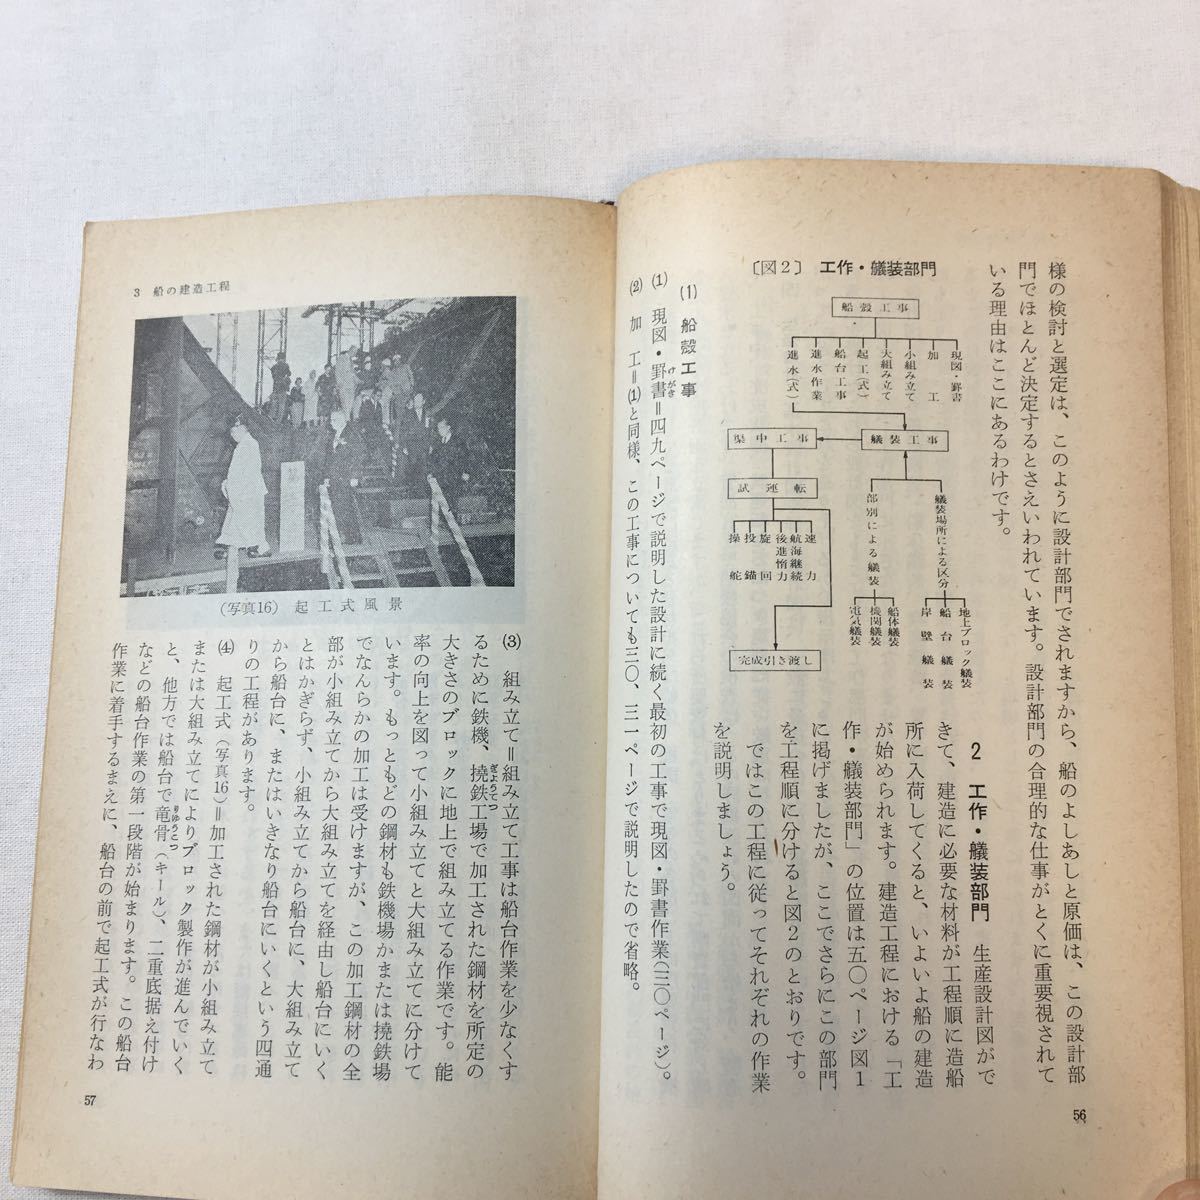 様の検討と選定は、このように設計部門でされますから、船のよしあしと原価は、この設計部
門でほとんど決定するとさえいわれています。設計部門の合理的な仕事がとくに重要視されて
いる理由はここにあるわけです。
〔図2〕 工作・艤装部門
船殻工事
現図・罫書
加工
小組み立て
大組み立て
起工(式)
船台工事
進水作業
進水(式)
艤装工事
渠中工事
試運転
速力
航海継続
後進惰力
旋回
投錨
操舵
艤装場所による区分
部別による艤装
地上ブロック艤装
船台艤装
岸壁艤装
船体艤装
機関艤装
電気艤装
完成引き渡し
2 工作・艤装部門 生産設計図がで
きて、建造に必要な材料が工程順に造船
所に入荷してくると、いよいよ船の建造
が始められます。建造工程における「工
作・艤装部門」の位置は五〇ページ図1
に掲げましたが、ここでさらにこの部門
を工程順に分けると図2のとおりです。
ではこの工程に従ってそれぞれの作業
を説明しましょう。
(1) 船殻工事
(1) 現図・罫書=四九ページで説明した設計に続く最初の工事で現図・罫書作業(三〇ページ)。
けがき
(2) 加工=(1)と同様、この工事についても三〇、三一ページで説明したので省略。
56
3 船の建造工程
(写真16) 起工式風景
(3) 組み立て=組み立て工事は船台作業を少なくす
るために鉄機、撓鉄工場で加工された鋼材を所定の
ぎょうてつ
大きさのブロックに地上で組み立てる作業です。能
率の向上を図って小組み立てと大組み立てに分けて
います。もっともどの鋼材も鉄機場かまたは撓鉄場
でなんらかの加工は受けますが、この加工鋼材の全
部が小組み立てから大組み立てを経由し船台にいく
とはかぎらず、小組み立てから船台に、大組み立て
から船台に、またはいきなり船台にいくという四通
りの工程があります。
(4) 起工式(写真16)=加工された鋼材が小組み立て
または大組み立てによりブロック製作が進んでいく
と、他方では船台で竜骨(キール)、二重底据え付け
りゅうこつ
などの船台作業の第一段階が始まります。この船台
作業に着手するまえに、船台の前で起工式が行なわ
57